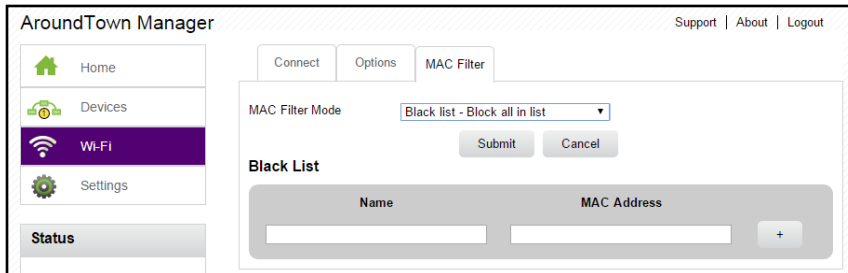 AroundTown Manager
Support | About | Logout
Home
Devices
Wi-Fi
Settings
Status
Connect Options MAC Filter
MAC Filter Mode Black list - Block all in list
Submit Cancel
Black List
Name MAC Address
+